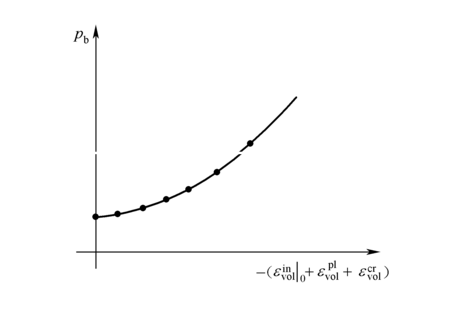 p_b
−(ε_vol^in|_0 + ε_vol^pl + ε_vol^cr)